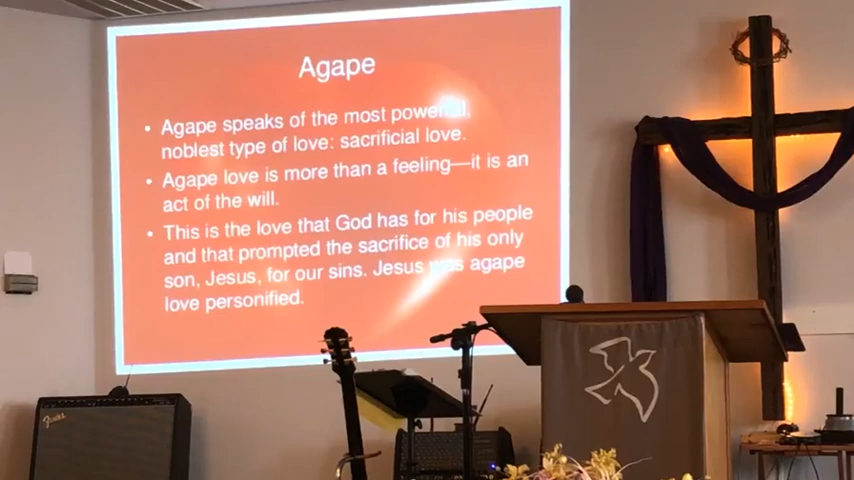 Agape
• Agape speaks of the most powerful,
noblest type of love: sacrificial love.
• Agape love is more than a feeling—it is an
act of the will.
• This is the love that God has for his people
and that prompted the sacrifice of his only
son, Jesus, for our sins. Jesus was agape
love personified.
Fender